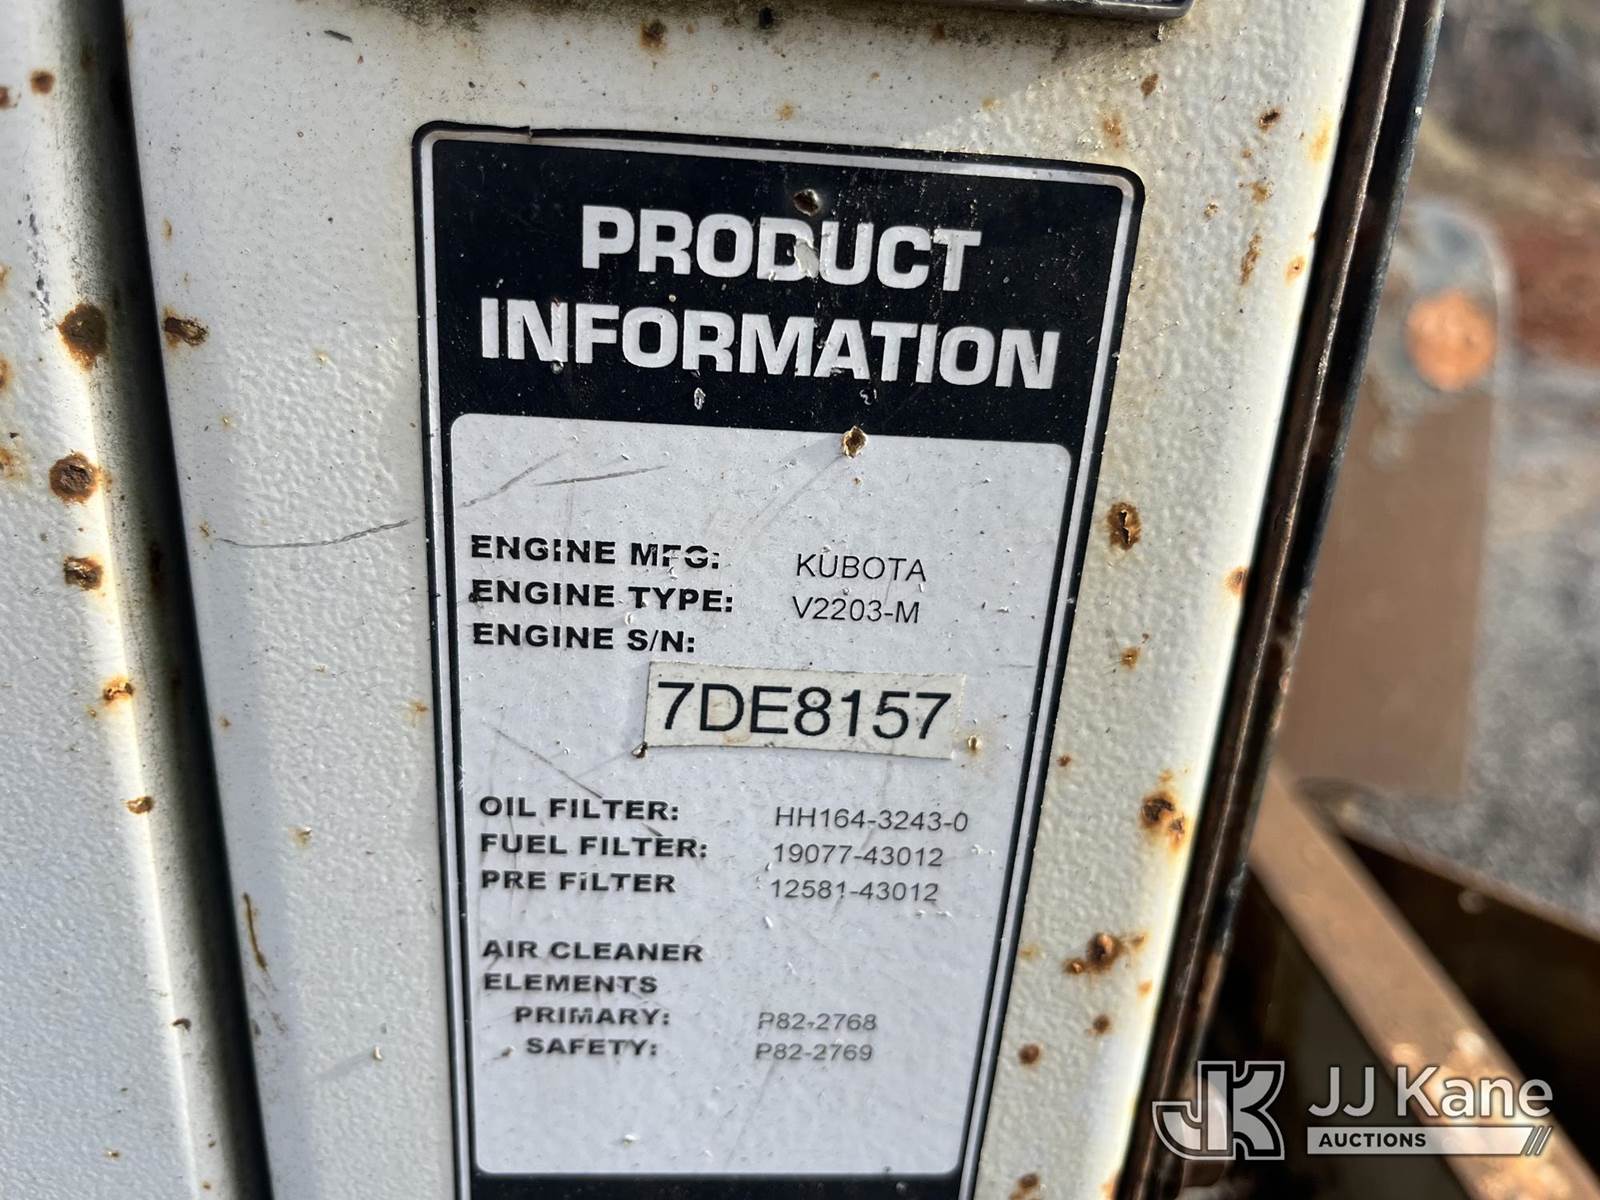 PRODUCT
INFORMATION
ENGINE MFG: KUBOTA
ENGINE TYPE: V2203-M
ENGINE S/N:
7DE8157
OIL FILTER: HH164-3243-0
FUEL FILTER: 19077-43012
PRE FILTER 12581-43012
AIR CLEANER
ELEMENTS
PRIMARY: P82-2768
SAFETY: P82-2769
JK JJ Kane
AUCTIONS